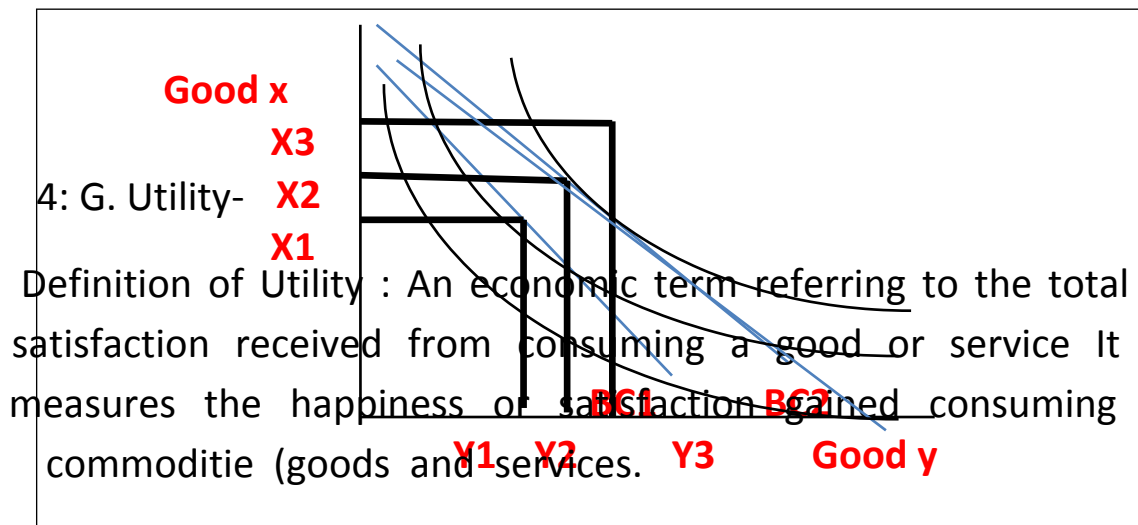 Good x
X3
4: G. Utility- X2
X1
Definition of Utility : An economic term referring to the total
satisfaction received from consuming a good or service It
measures the happiness or satisfaction gained consuming
BC1 BC2
commoditie (goods and services.
Y1 Y2 Y3 Good y